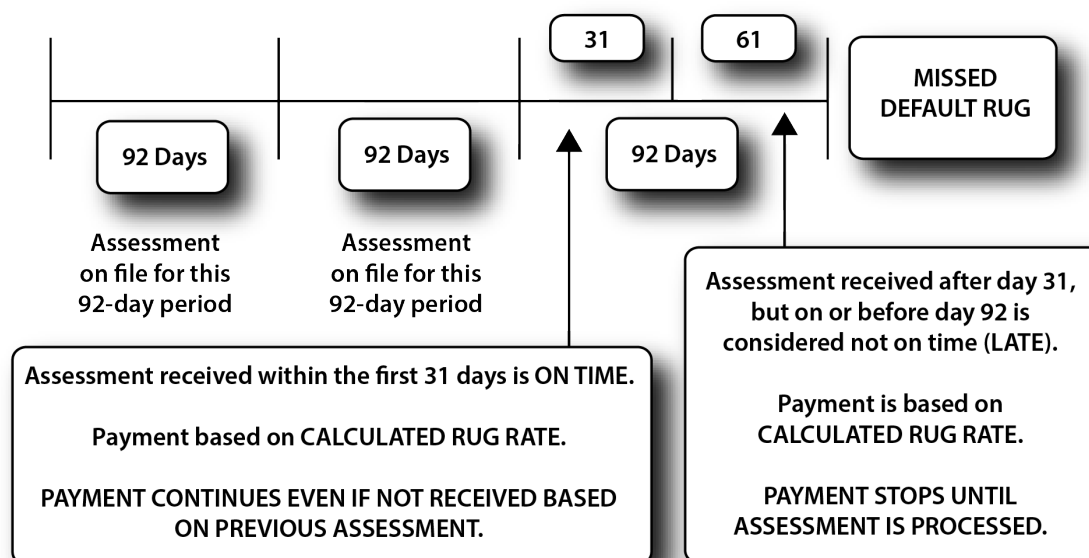 31
61
MISSED
DEFAULT RUG
92 Days
92 Days
92 Days
Assessment
on file for this
92-day period
Assessment
on file for this
92-day period
Assessment received within the first 31 days is ON TIME.
Payment based on CALCULATED RUG RATE.
PAYMENT CONTINUES EVEN IF NOT RECEIVED BASED
ON PREVIOUS ASSESSMENT.
Assessment received after day 31,
but on or before day 92 is
considered not on time (LATE).
Payment is based on
CALCULATED RUG RATE.
PAYMENT STOPS UNTIL
ASSESSMENT IS PROCESSED.